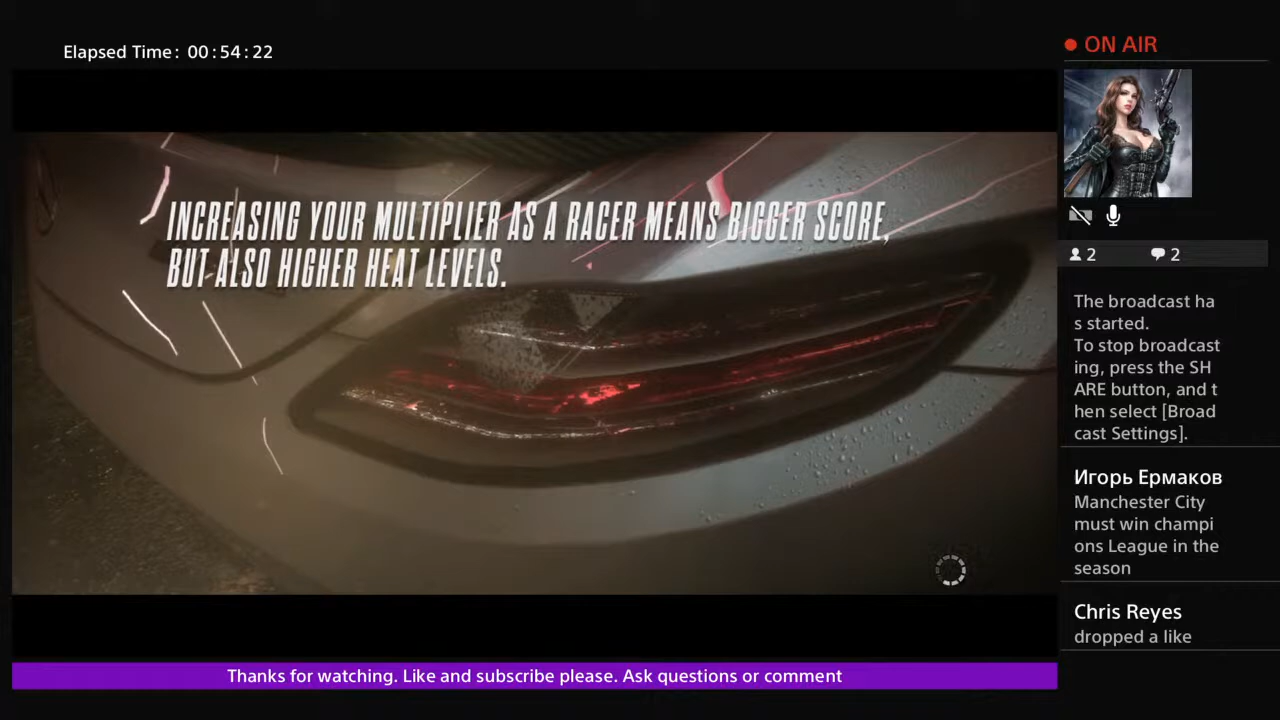 Elapsed Time: 00:54:22
ON AIR
INCREASING YOUR MULTIPLIER AS A RACER MEANS BIGGER SCORE,
BUT ALSO HIGHER HEAT LEVELS.
2 2
The broadcast ha
s started.
To stop broadcast
ing, press the SH
ARE button, and t
hen select [Broad
cast Settings].
Игорь Ермаков
Manchester City
must win champi
ons League in the
season
Chris Reyes
dropped a like
Thanks for watching. Like and subscribe please. Ask questions or comment